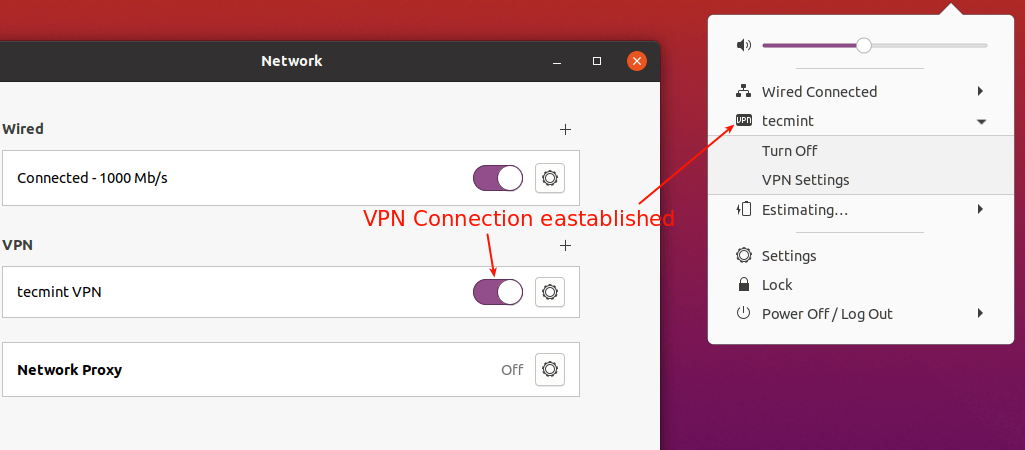 Network
Wired
Connected - 1000 Mb/s
VPN Connection eastablished
VPN
tecmint VPN
Network Proxy
Off
Wired Connected
VPN
tecmint
Turn Off
VPN Settings
Estimating...
Settings
Lock
Power Off / Log Out